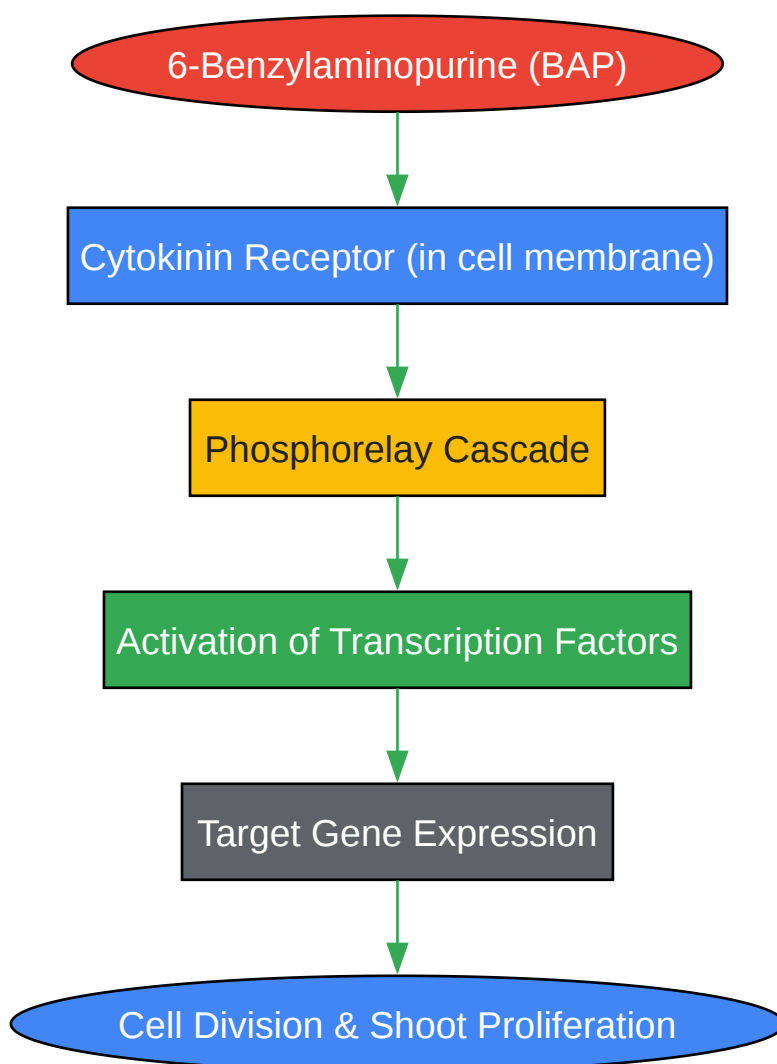 6-Benzylaminopurine (BAP)
Cytokinin Receptor (in cell membrane)
Phosphorelay Cascade
Activation of Transcription Factors
Target Gene Expression
Cell Division & Shoot Proliferation